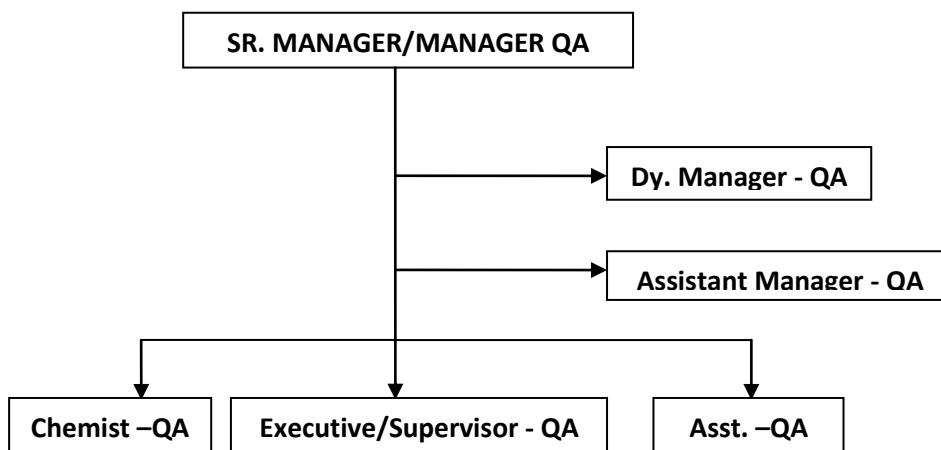 SR. MANAGER/MANAGER QA
Dy. Manager - QA
Assistant Manager - QA
Chemist –QA
Executive/Supervisor - QA
Asst. –QA